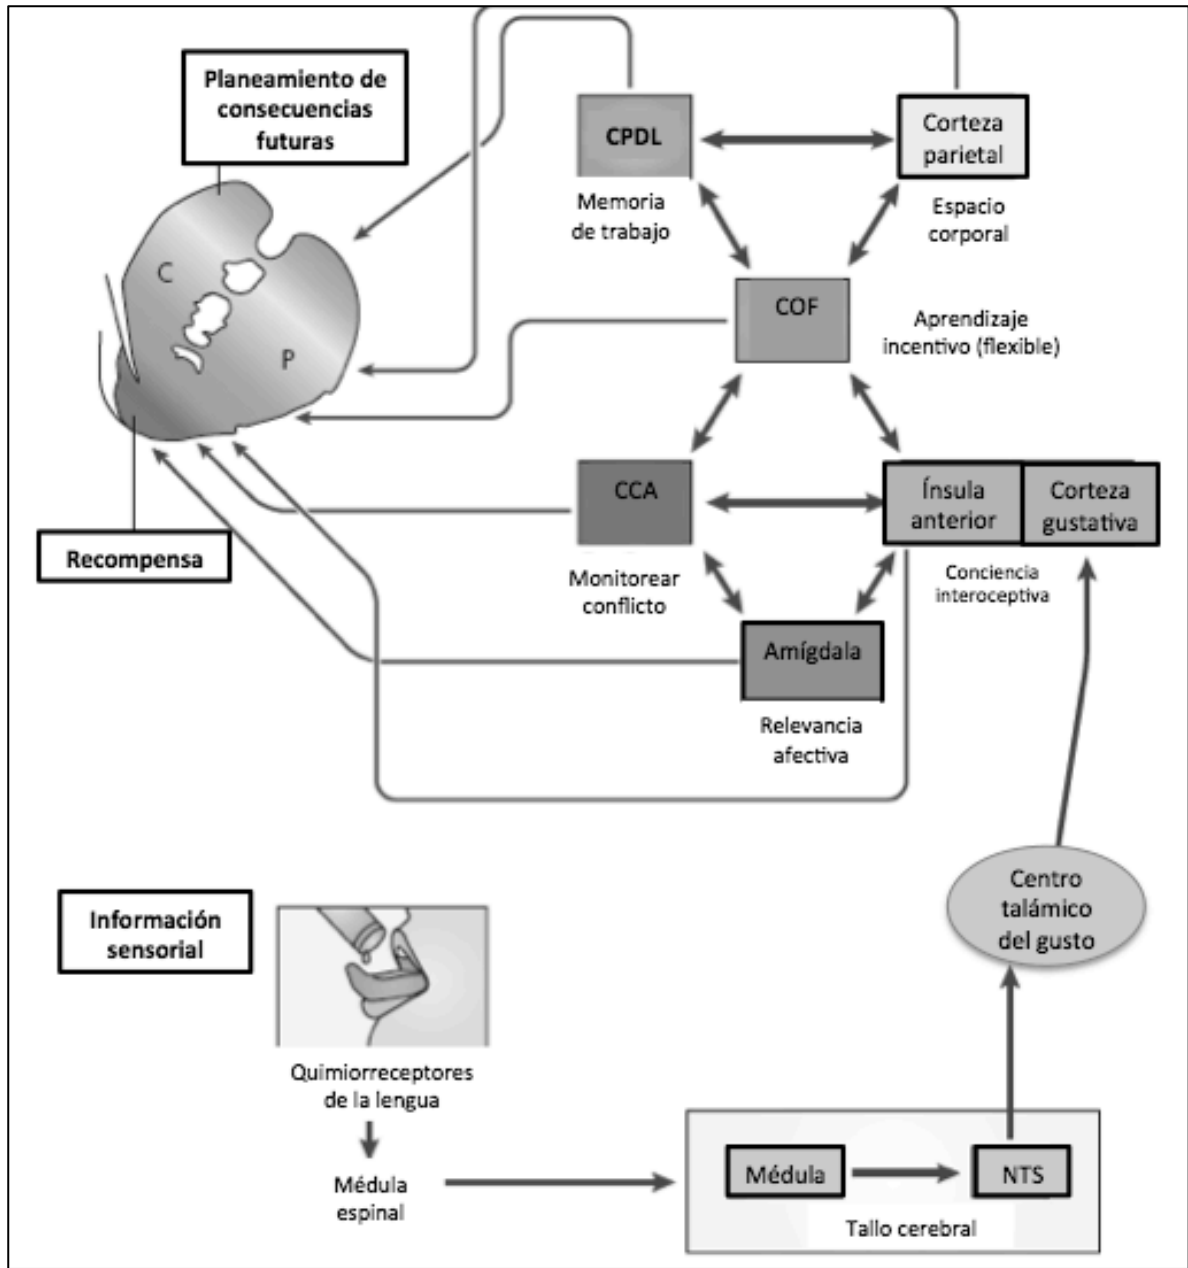 Planeamiento de
consecuencias
futuras
CPDL
Corteza
parietal
Memoria
de trabajo
Espacio
corporal
C
P
COF
Aprendizaje
incentivo (flexible)
CCA
Ínsula
anterior
Corteza
gustativa
Recompensa
Monitorear
conflicto
Conciencia
interoceptiva
Amígdala
Relevancia
afectiva
Centro
talámico
del gusto
Información
sensorial
Quimiorreceptores
de la lengua
Médula
espinal
Médula
NTS
Tallo cerebral